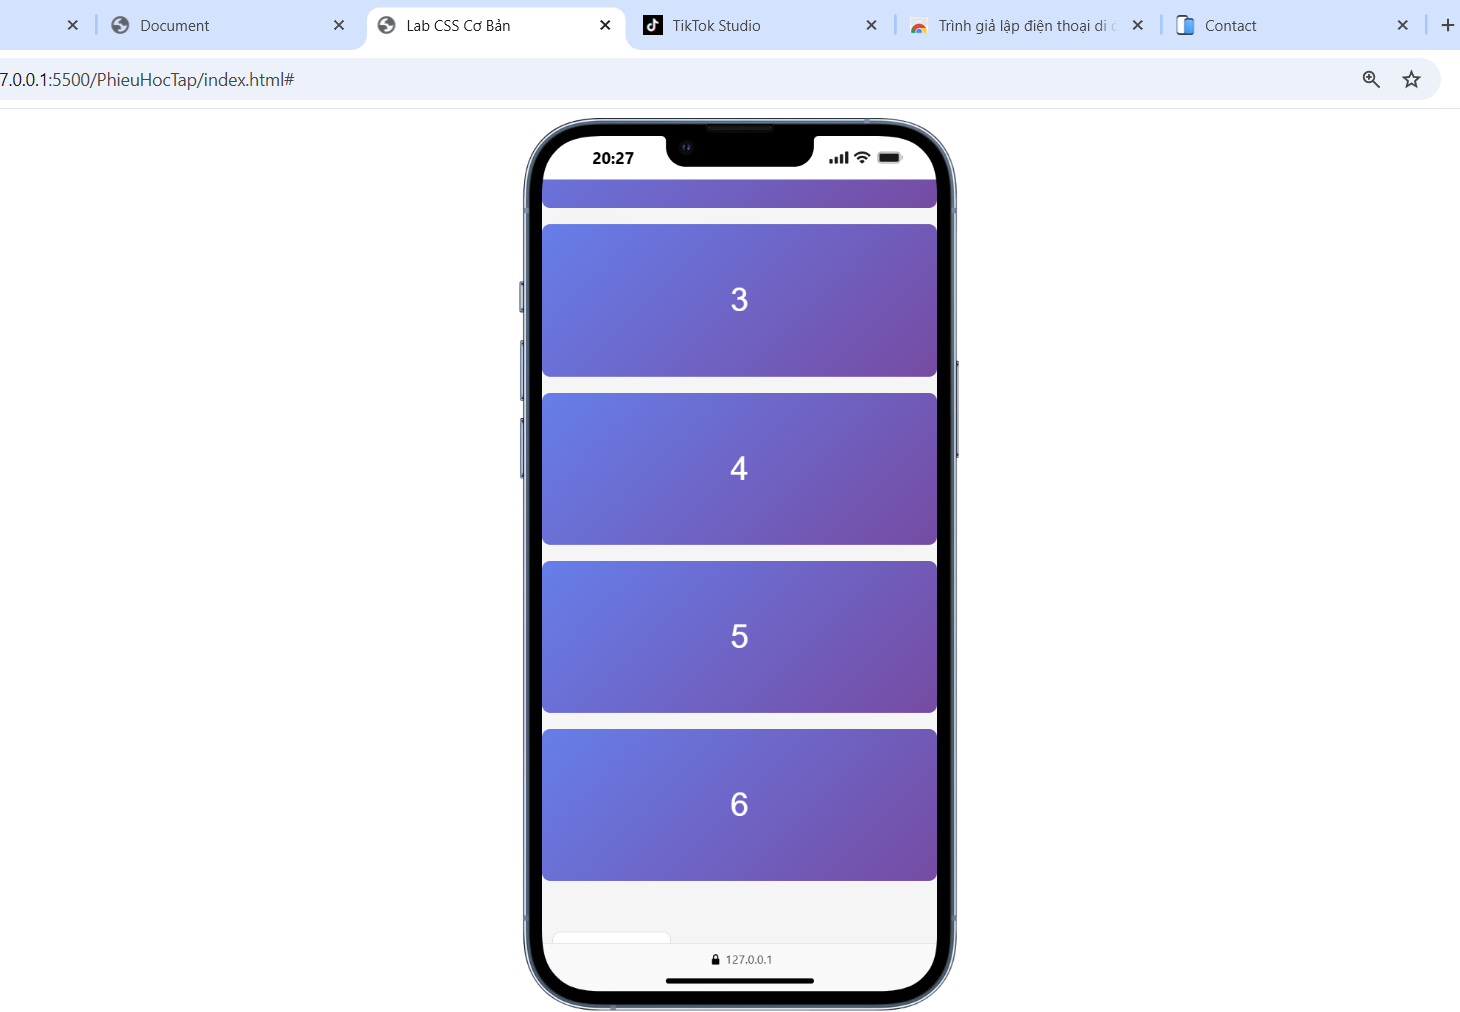 Document
Lab CSS Cơ Bản
TikTok Studio
Trình giả lập điện thoại di
Contact
7.0.0.1:5500/PhieuHocTap/index.html#
20:27
3
4
5
6
127.0.0.1